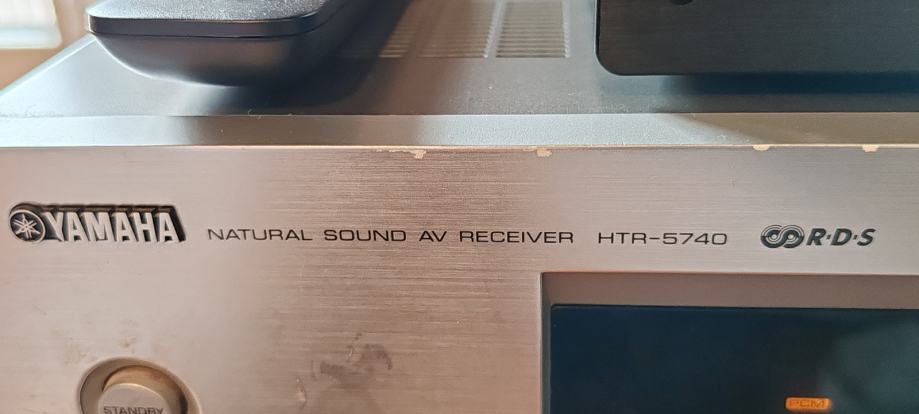 YAMAHA NATURAL SOUND AV RECEIVER HTR-5740 R·D·S
STANDBY
PCM